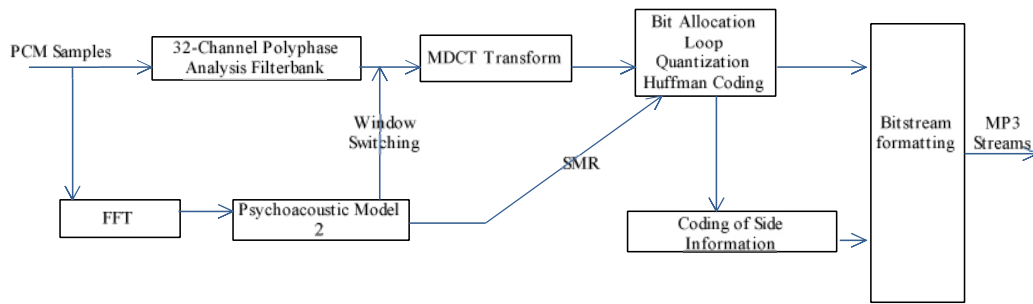 PCM Samples
32-Channel Polyphase
Analysis Filterbank
MDCT Transform
Bit Allocation
Loop
Quantization
Huffman Coding
Window
Switching
SMR
Bitstream
formatting
MP3
Streams
FFT
Psychoacoustic Model
2
Coding of Side
Information